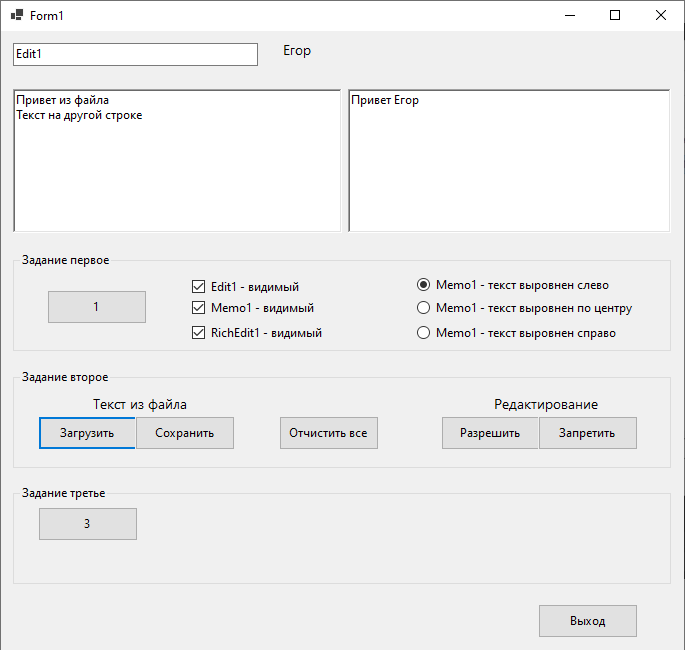 Form1
Edit1
Егор
Привет из файла
Текст на другой строке
Привет Егор
Задание первое
1
Edit1 - видимый
Memo1 - видимый
RichEdit1 - видимый
Memo1 - текст выровнен слево
Memo1 - текст выровнен по центру
Memo1 - текст выровнен справо
Задание второе
Текст из файла
Загрузить
Сохранить
Отчистить все
Редактирование
Разрешить
Запретить
Задание третье
3
Выход